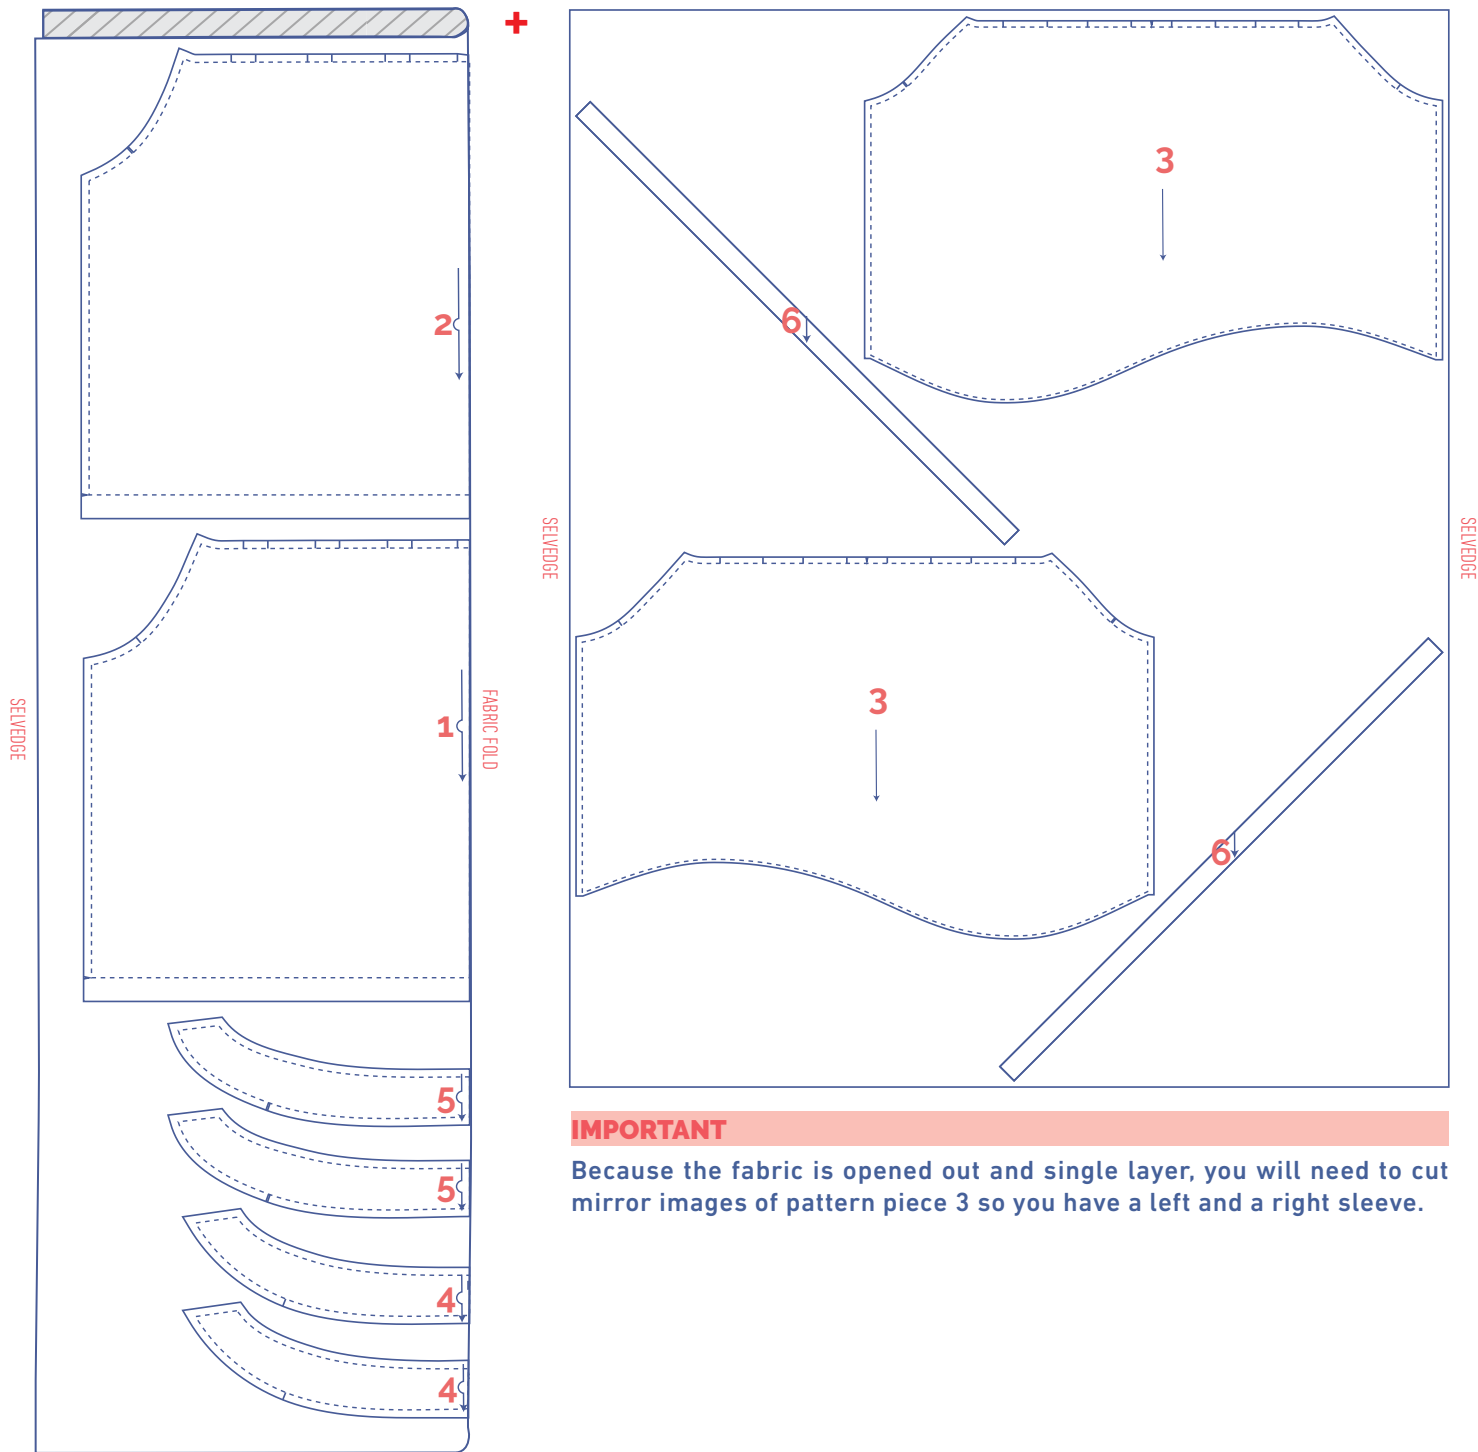 +
2
1
5
5
4
4
SELVEDGE
FABRIC FOLD
3
6
3
6
SELVEDGE
SELVEDGE
IMPORTANT
Because the fabric is opened out and single layer, you will need to cut
mirror images of pattern piece 3 so you have a left and a right sleeve.